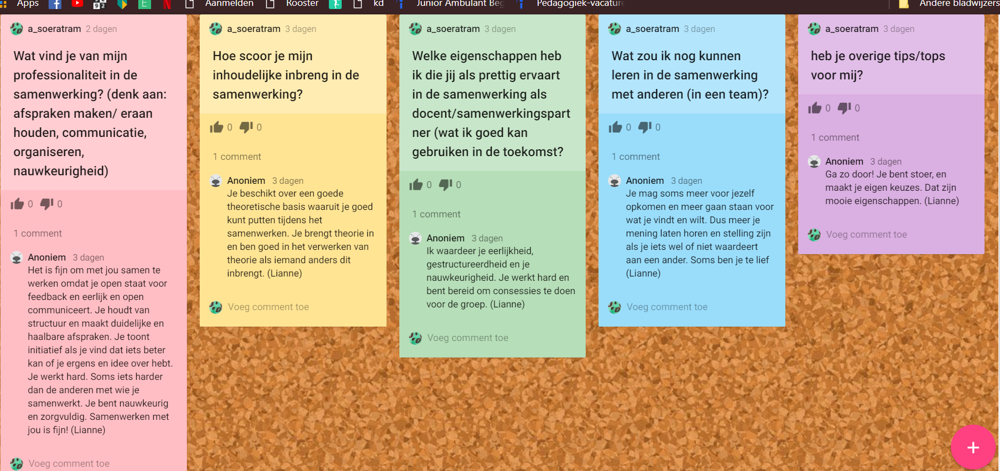 Apps
Aanmelden
Rooster
kd
Junior Ambulant Beg
Pedagogiek-vacature
Andere bladwijzers
a_soeratram 2 dagen
Wat vind je van mijn
professionaliteit in de
samenwerking? (denk aan:
afspraken maken/ eraan
houden, communicatie,
organiseren,
nauwkeurigheid)
0 0
1 comment
Anoniem 3 dagen
Het is fijn om met jou samen te
werken omdat je open staat voor
feedback en eerlijk en open
communiceert. Je houdt van
structuur en maakt duidelijke en
haalbare afspraken. Je toont
initiatief als je vind dat iets beter
kan of je ergens en idee over hebt.
Je werkt hard. Soms iets harder
dan de anderen met wie je
samenwerkt. Je bent nauwkeurig
en zorgvuldig. Samenwerken met
jou is fijn! (Lianne)
Voeg comment toe
a_soeratram 3 dagen
Hoe scoor je mijn
inhoudelijke inbreng in de
samenwerking?
0 0
1 comment
Anoniem 3 dagen
Je beschikt over een goede
theoretische basis waaruit je goed
kunt putten tijdens het
samenwerken. Je brengt theorie in
en ben goed in het verwerken van
theorie als iemand anders dit
inbrengt. (Lianne)
Voeg comment toe
a_soeratram 3 dagen
Welke eigenschappen heb
ik die jij als prettig ervaart
in de samenwerking als
docent/samenwerkingspart
ner (wat ik goed kan
gebruiken in de toekomst?
0 0
1 comment
Anoniem 3 dagen
Ik waardeer je eerlijkheid,
gestructureerdheid en je
nauwkeurigheid. Je werkt hard en
bent bereid om consessies te doen
voor de groep. (Lianne)
Voeg comment toe
a_soeratram 3 dagen
Wat zou ik nog kunnen
leren in de samenwerking
met anderen (in een team)?
0 0
1 comment
Anoniem 3 dagen
Je mag soms meer voor jezelf
opkomen en meer gaan staan voor
wat je vindt en wilt. Dus meer je
mening laten horen en stelling zijn
als je iets wel of niet waardeert
aan een ander. Soms ben je te lief
(Lianne)
Voeg comment toe
a_soeratram 3 dagen
heb je overige tips/tops
voor mij?
0 0
1 comment
Anoniem 3 dagen
Ga zo door! Je bent stoer, en
maakt je eigen keuzes. Dat zijn
mooie eigenschappen. (Lianne)
Voeg comment toe